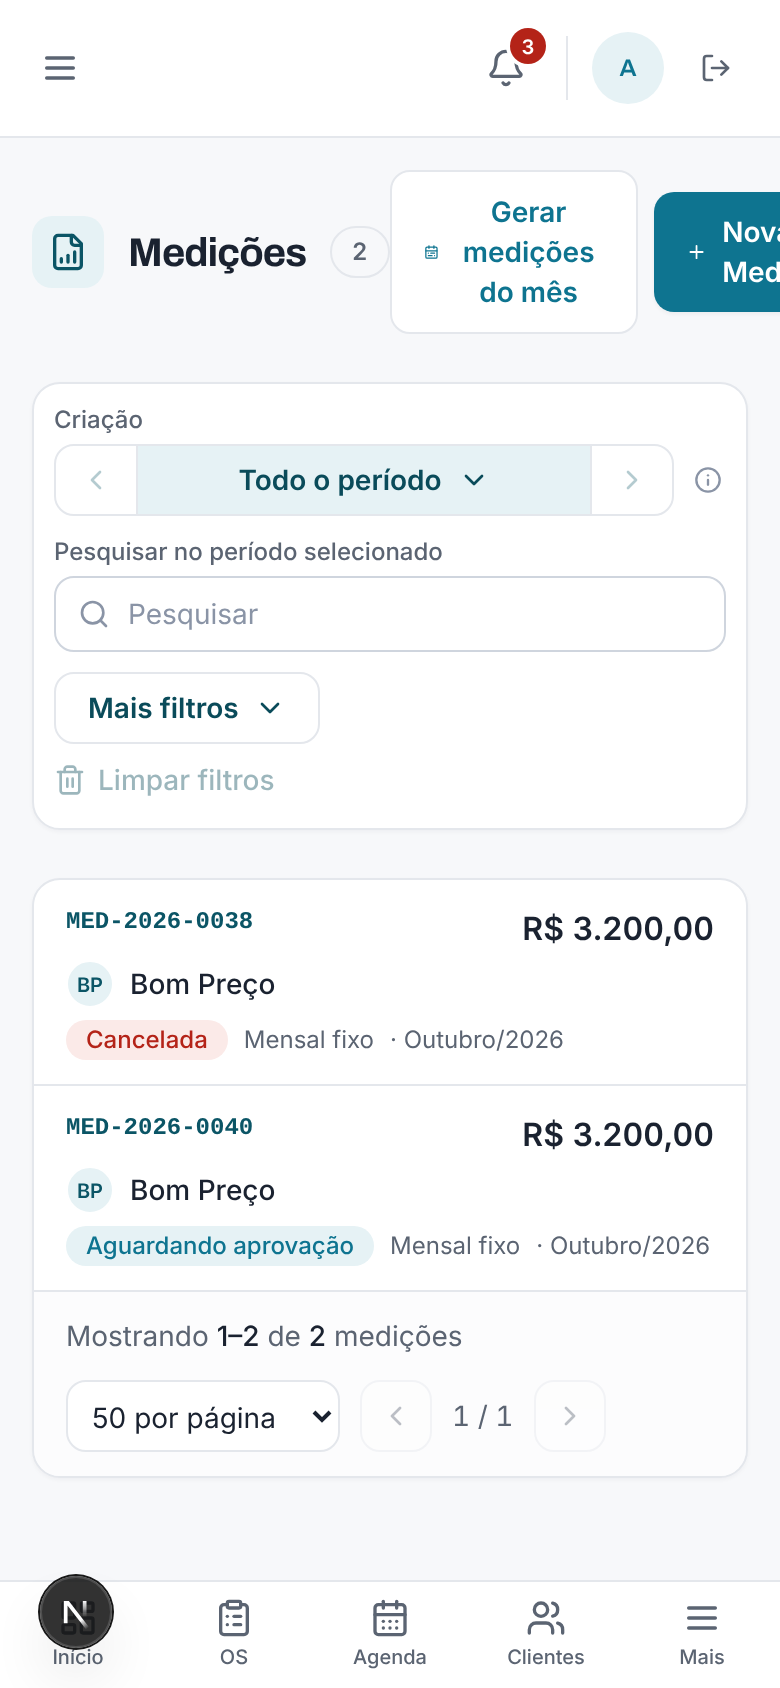 3
A
Medições
2
Gerar
medições
do mês
Nova
Med
Criação
Todo o período
Pesquisar no período selecionado
Pesquisar
Mais filtros
Limpar filtros
MED-2026-0038
R$ 3.200,00
BP
Bom Preço
Cancelada
Mensal fixo · Outubro/2026
MED-2026-0040
R$ 3.200,00
BP
Bom Preço
Aguardando aprovação
Mensal fixo · Outubro/2026
Mostrando 1–2 de 2 medições
50 por página
1 / 1
N
Início
OS
Agenda
Clientes
Mais